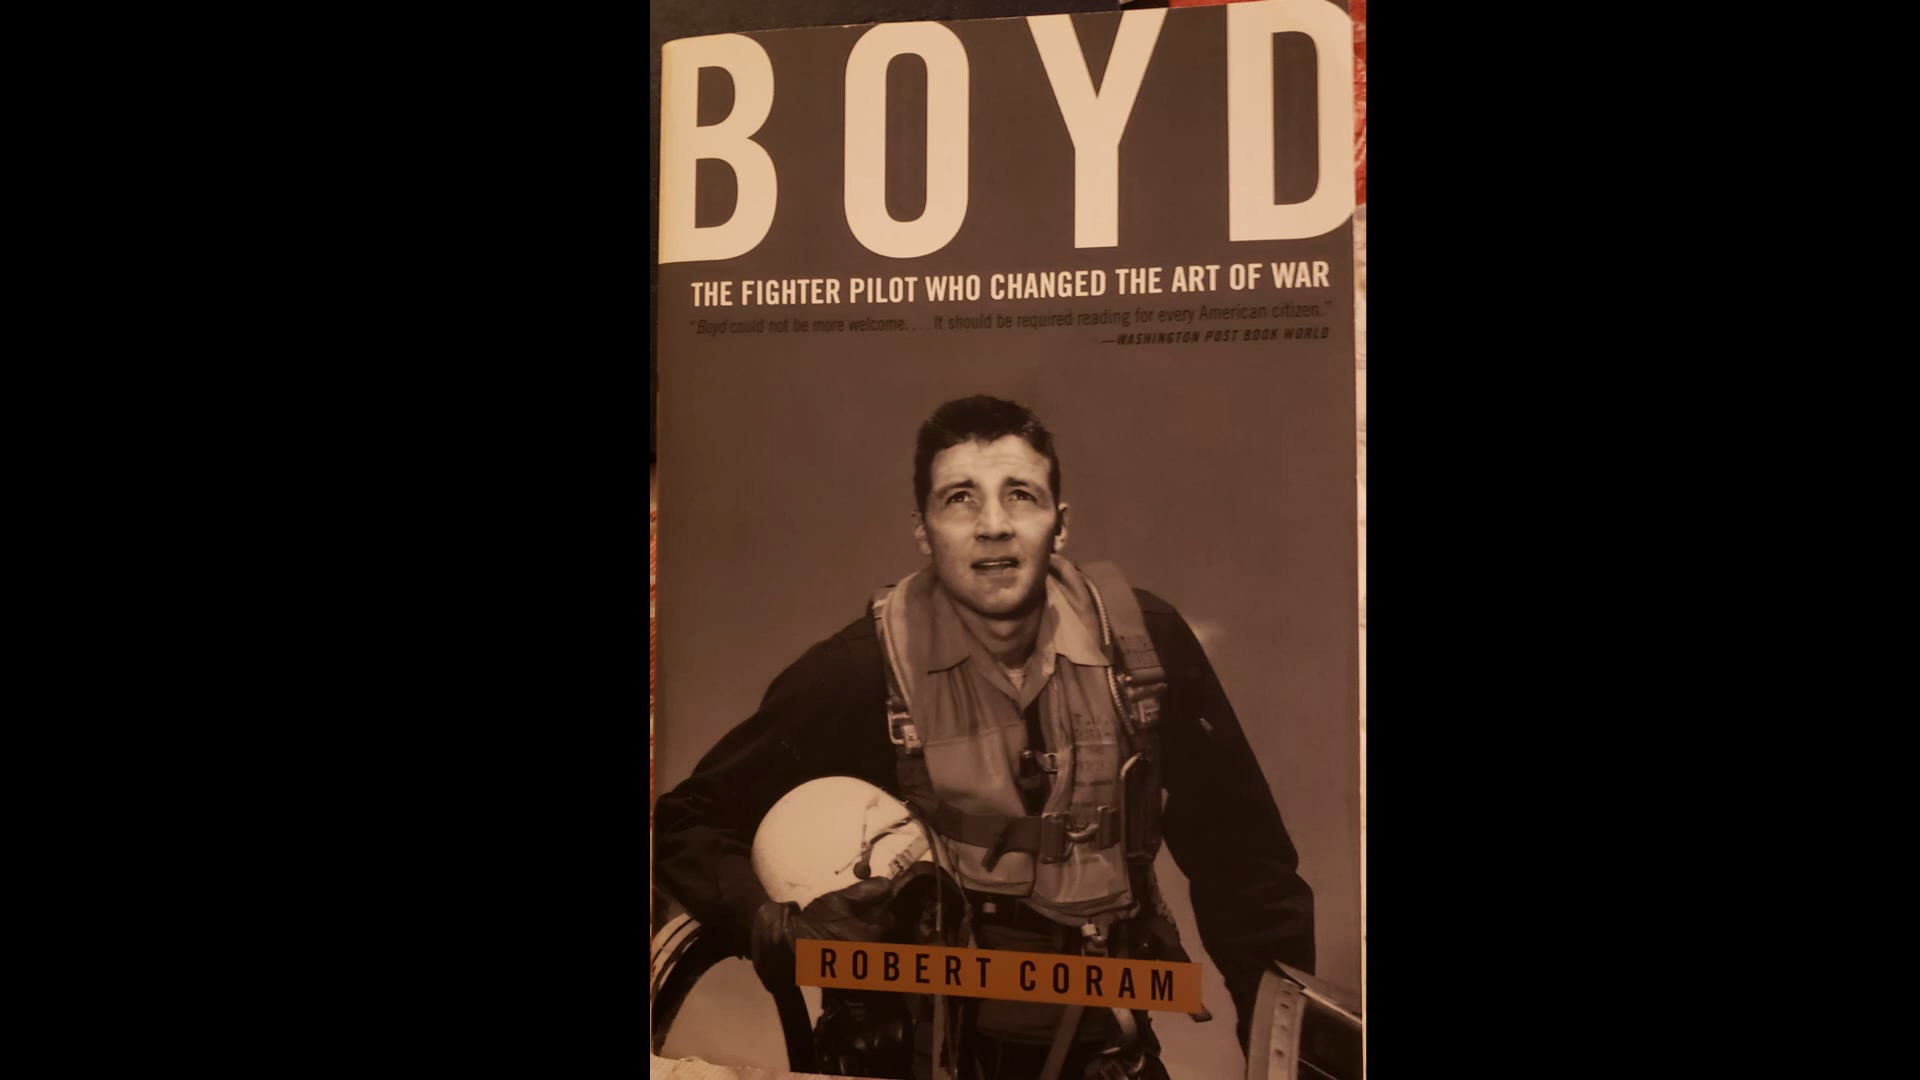 BOYD
THE FIGHTER PILOT WHO CHANGED THE ART OF WAR
"Boyd could not be more welcome. . . . It should be required reading for every American citizen."
—WASHINGTON POST BOOK WORLD
ROBERT CORAM